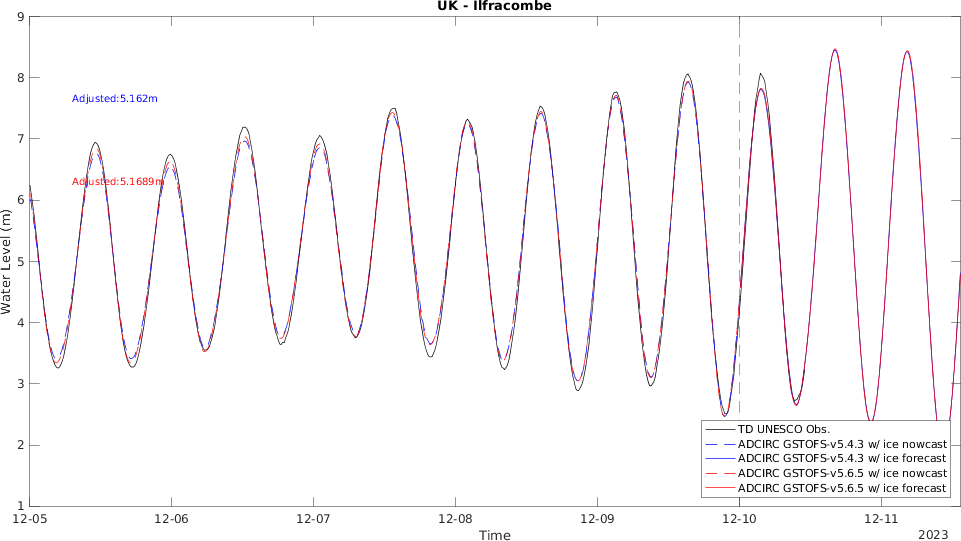 UK - Ilfracombe
9
8
7
6
5
4
3
2
1
Water Level (m)
Adjusted:5.162m
Adjusted:5.1689m
TD UNESCO Obs.
ADCIRC GSTOFS-v5.4.3 w/ ice nowcast
ADCIRC GSTOFS-v5.4.3 w/ ice forecast
ADCIRC GSTOFS-v5.6.5 w/ ice nowcast
ADCIRC GSTOFS-v5.6.5 w/ ice forecast
12-05 12-06 12-07 12-08 12-09 12-10 12-11
Time
2023